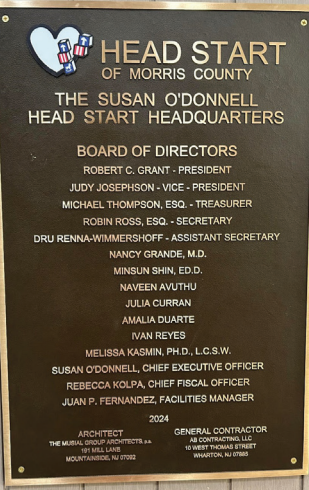 HEAD START
OF MORRIS COUNTY
THE SUSAN O'DONNELL
HEAD START HEADQUARTERS
BOARD OF DIRECTORS
ROBERT C. GRANT - PRESIDENT
JUDY JOSEPHSON - VICE - PRESIDENT
MICHAEL THOMPSON, ESQ. - TREASURER
ROBIN ROSS, ESQ. - SECRETARY
DRU RENNA-WIMMERSHOFF - ASSISTANT SECRETARY
NANCY GRANDE, M.D.
MINSUN SHIN, ED.D.
NAVEEN AVUTHU
JULIA CURRAN
AMALIA DUARTE
IVAN REYES
MELISSA KASMIN, PH.D., L.C.S.W.
SUSAN O'DONNELL, CHIEF EXECUTIVE OFFICER
REBECCA KOLPA, CHIEF FISCAL OFFICER
JUAN P. FERNANDEZ, FACILITIES MANAGER
2024
ARCHITECT
THE MUSIAL GROUP ARCHITECTS, p.a.
191 MILL LANE
MOUNTAINSIDE, NJ 07092
GENERAL CONTRACTOR
AB CONTRACTING, LLC
10 WEST THOMAS STREET
WHARTON, NJ 07885